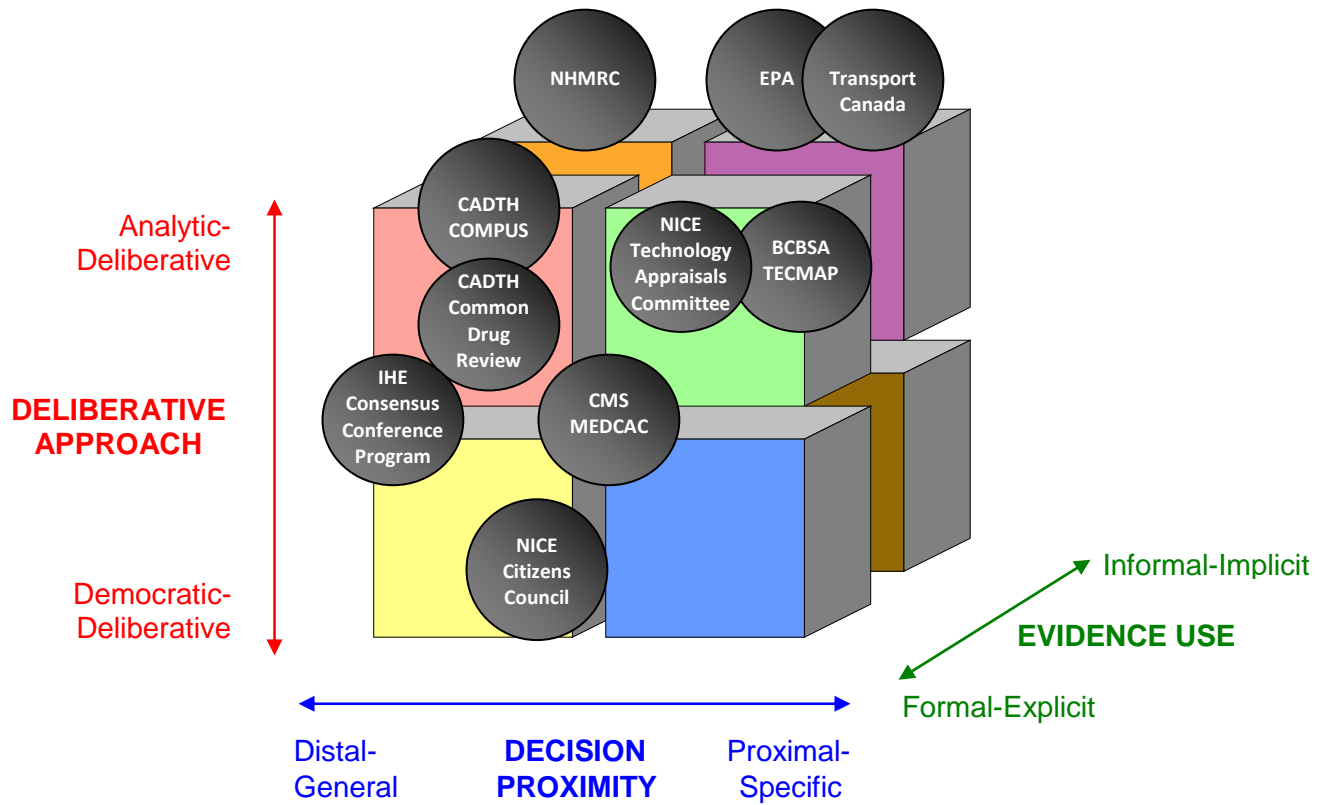 NHMRC
EPA
Transport
Canada
CADTH
COMPUS
NICE
Technology
Appraisals
Committee
BCBSA
TECMAP
CADTH
Common
Drug
Review
IHE
Consensus
Conference
Program
CMS
MEDCAC
NICE
Citizens
Council
Analytic-
Deliberative
DELIBERATIVE
APPROACH
Democratic-
Deliberative
Informal-Implicit
EVIDENCE USE
Formal-Explicit
Distal-
General
DECISION
PROXIMITY
Proximal-
Specific